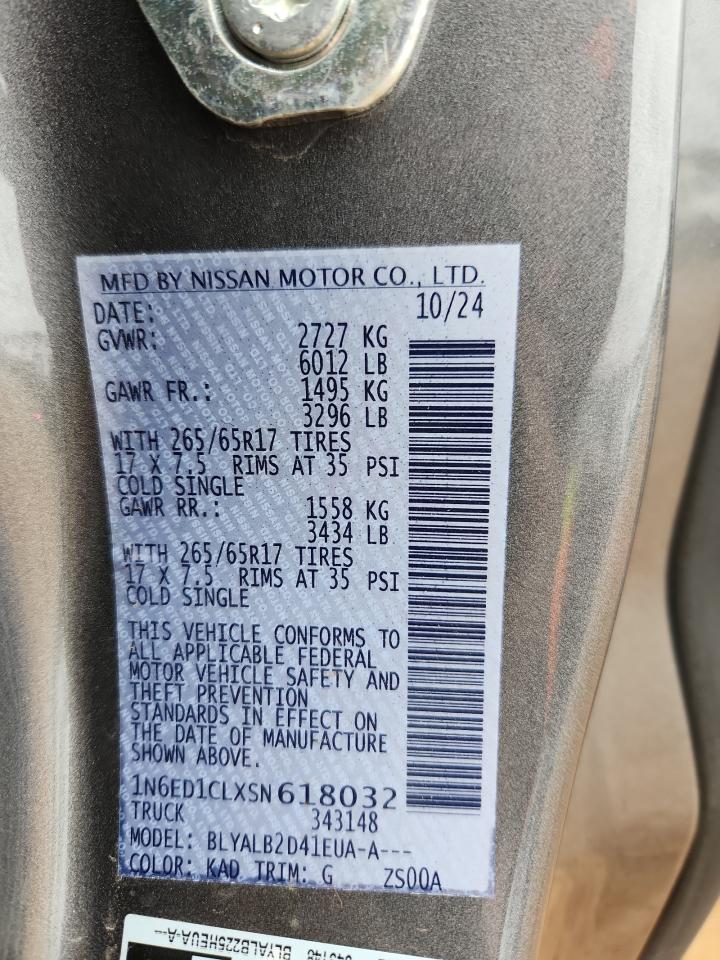 MFD BY NISSAN MOTOR CO., LTD.
DATE: 10/24
GVWR: 2727 KG
6012 LB
GAWR FR.: 1495 KG
3296 LB
WITH 265/65R17 TIRES
17 X 7.5 RIMS AT 35 PSI
COLD SINGLE
GAWR RR.: 1558 KG
3434 LB
WITH 265/65R17 TIRES
17 X 7.5 RIMS AT 35 PSI
COLD SINGLE
THIS VEHICLE CONFORMS TO
ALL APPLICABLE FEDERAL
MOTOR VEHICLE SAFETY AND
THEFT PREVENTION
STANDARDS IN EFFECT ON
THE DATE OF MANUFACTURE
SHOWN ABOVE.
1N6ED1CLXSN618032
TRUCK 343148
MODEL: BLYALB2D41EUA-A---
COLOR: KAD TRIM: G ZS00A